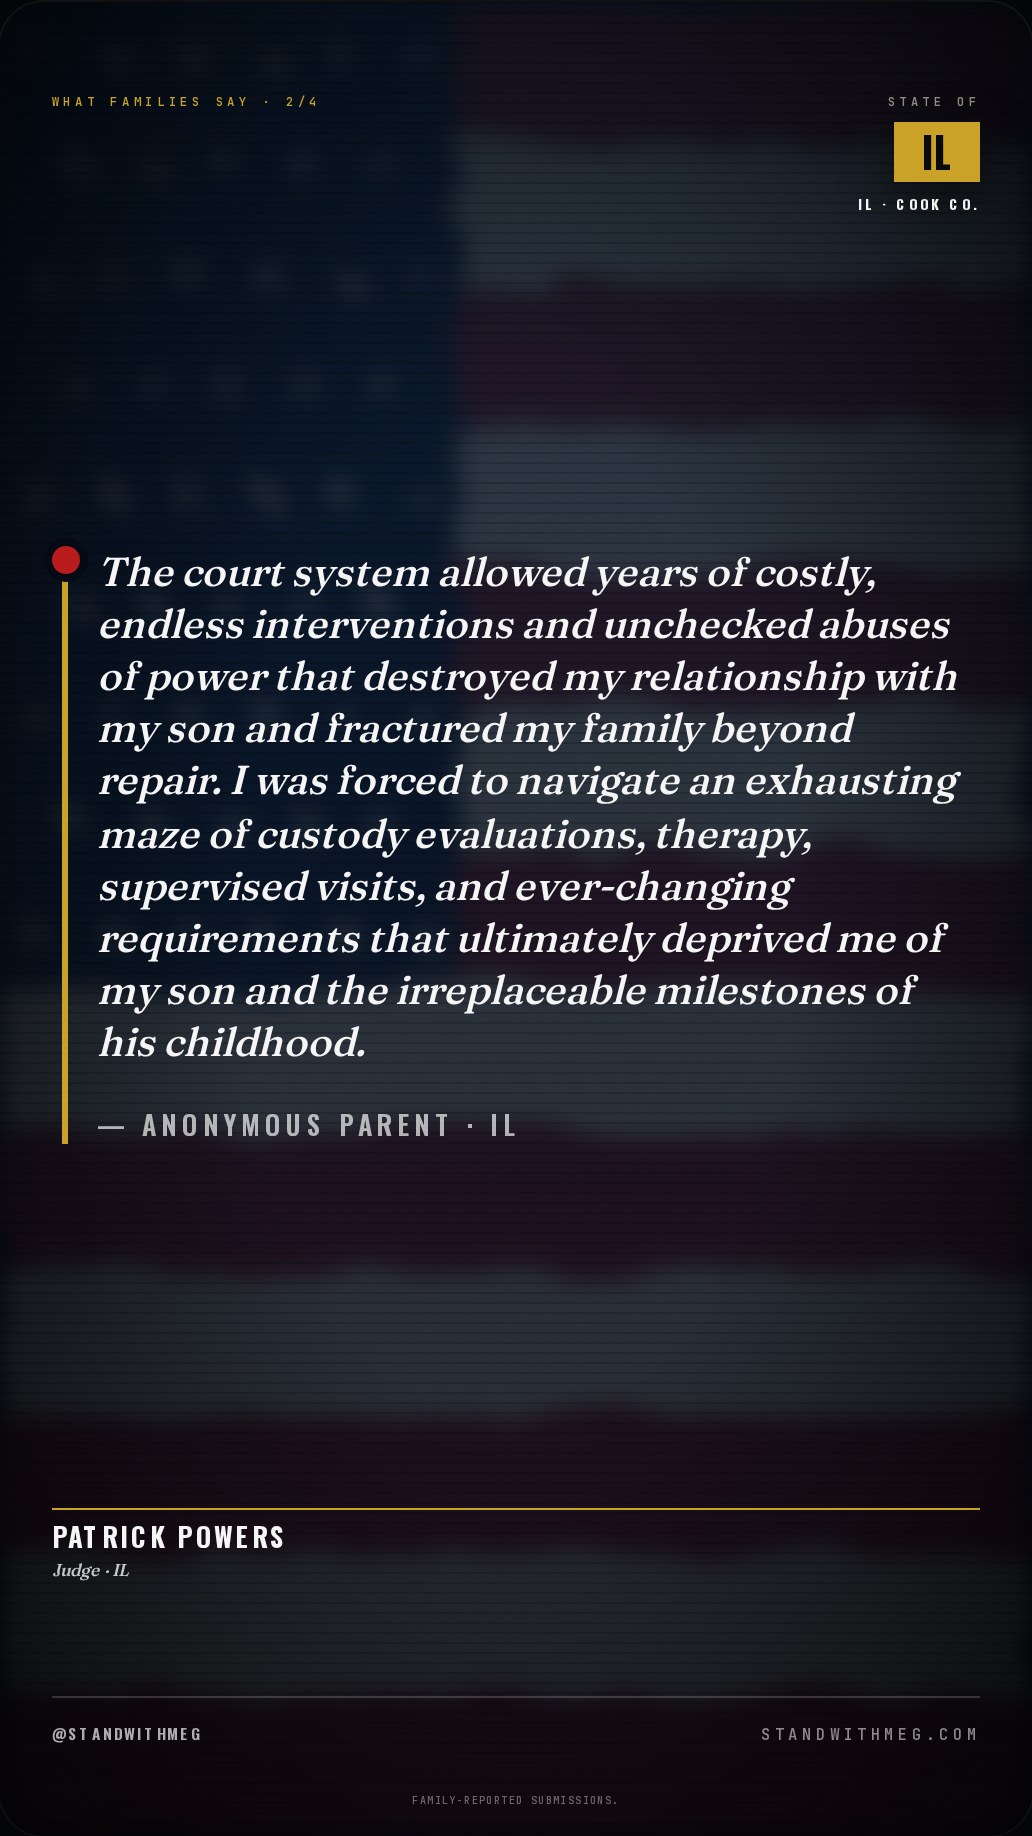 WHAT FAMILIES SAY · 2/4
STATE OF
IL
IL · COOK CO.
The court system allowed years of costly,
endless interventions and unchecked abuses
of power that destroyed my relationship with
my son and fractured my family beyond
repair. I was forced to navigate an exhausting
maze of custody evaluations, therapy,
supervised visits, and ever-changing
requirements that ultimately deprived me of
my son and the irreplaceable milestones of
his childhood.
— ANONYMOUS PARENT · IL
PATRICK POWERS
Judge · IL
@STANDWITHMEG
STANDWITHMEG.COM
FAMILY-REPORTED SUBMISSIONS.